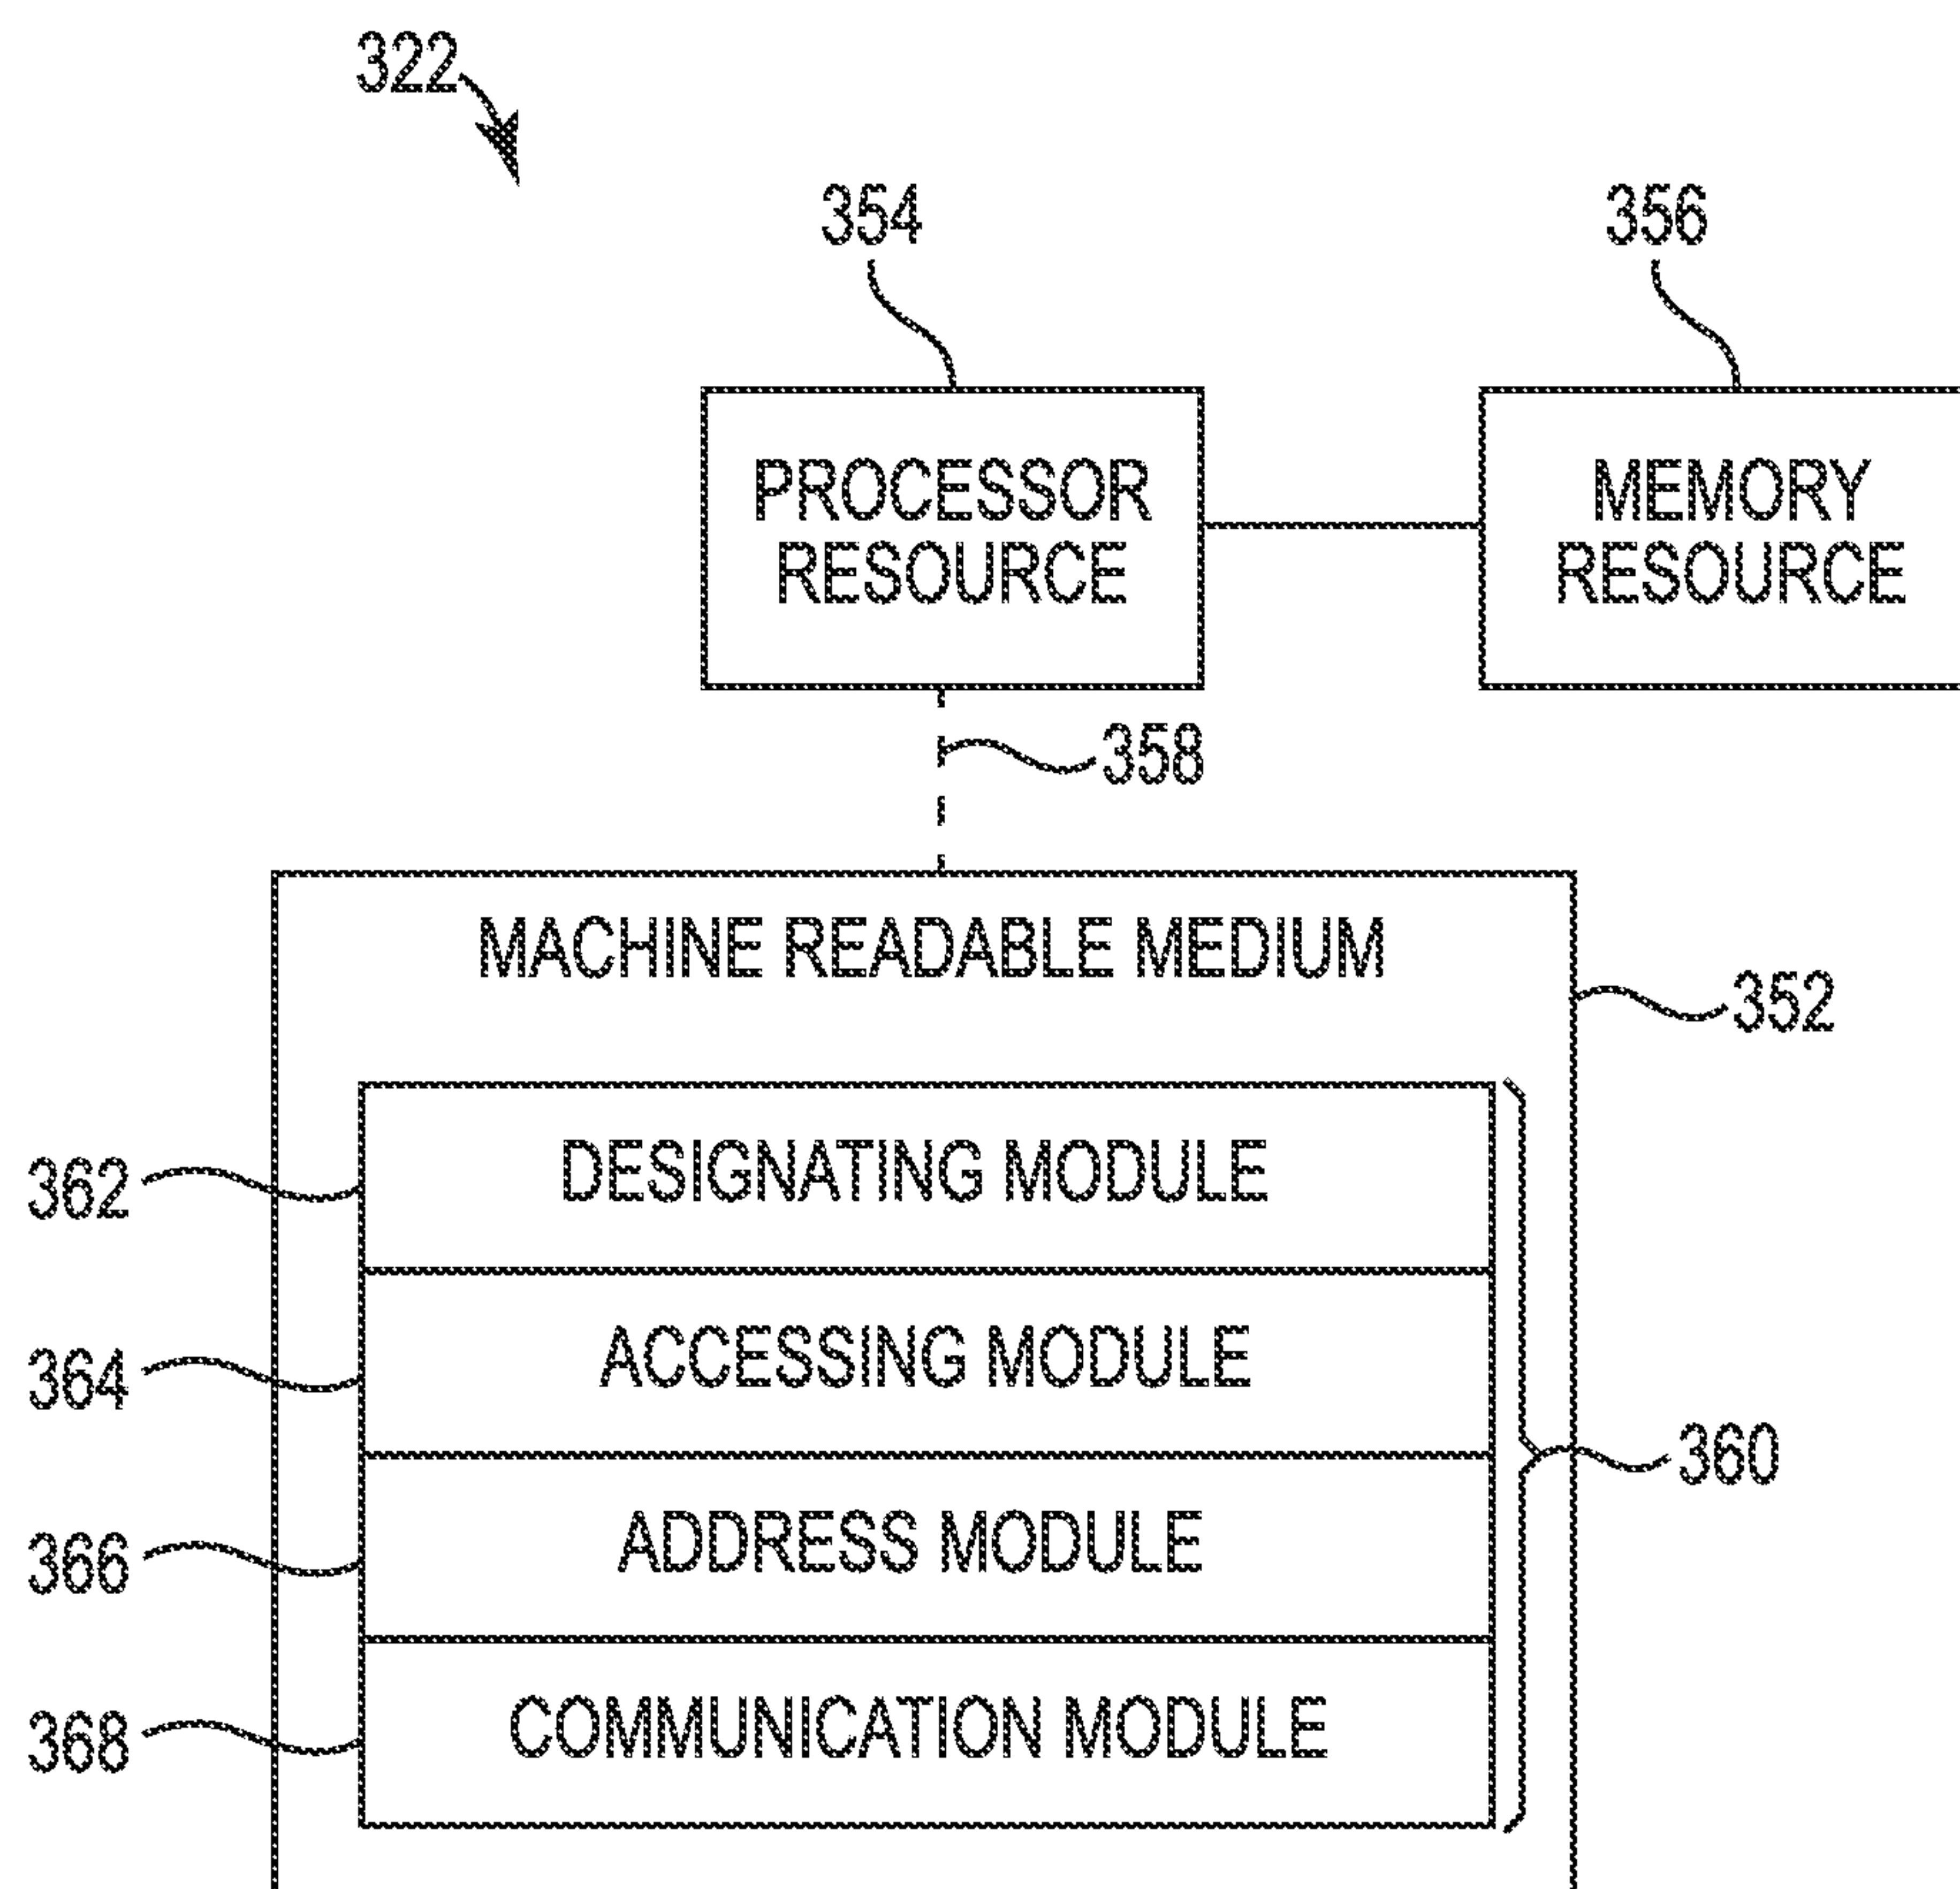 322
354
356
PROCESSOR
RESOURCE
MEMORY
RESOURCE
358
MACHINE READABLE MEDIUM
352
362
DESIGNATING MODULE
364
ACCESSING MODULE
360
366
ADDRESS MODULE
368
COMMUNICATION MODULE